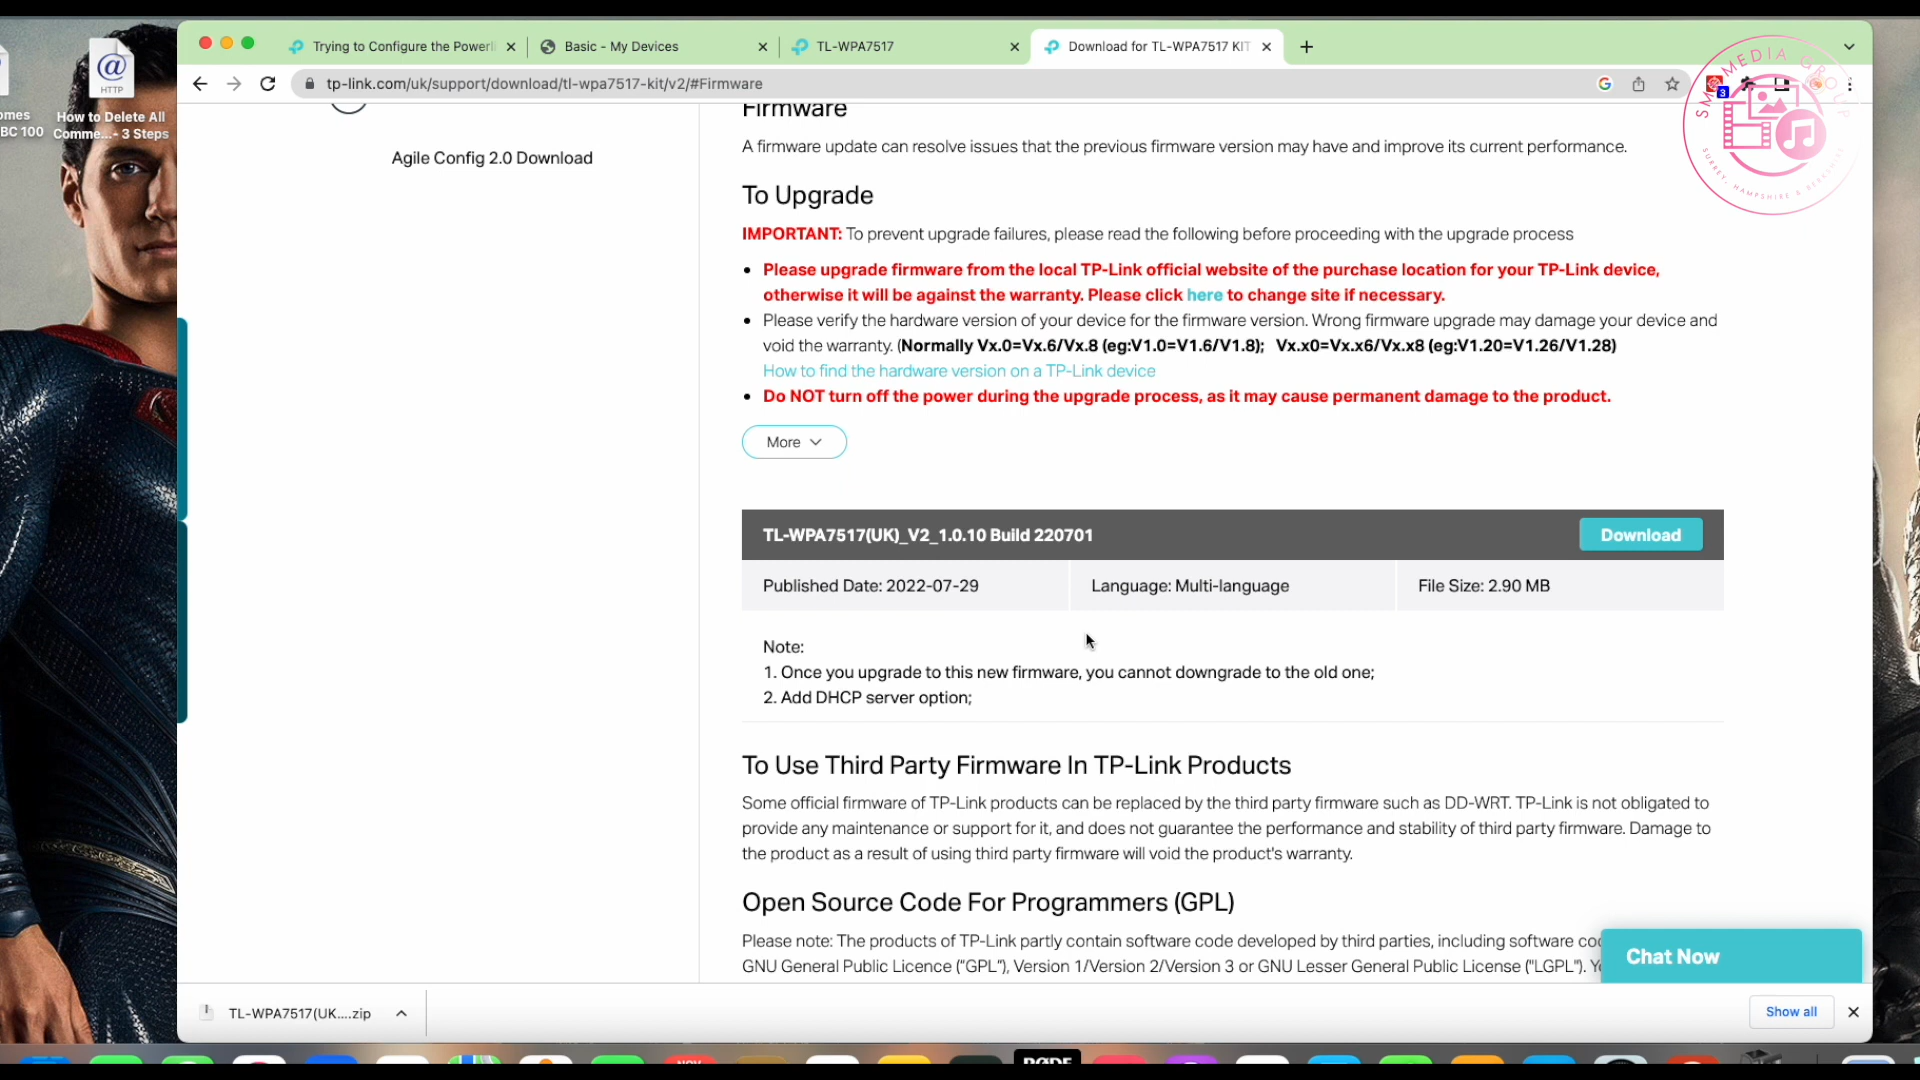 Trying to Configure the Powerli
Basic - My Devices
TL-WPA7517
Download for TL-WPA7517 KIT
tp-link.com/uk/support/download/tl-wpa7517-kit/v2/#Firmware
SM MEDIA GROUP
SURREY, HAMPSHIRE & BERKSHIRE
3
HTTP
omes
BC 100
How to Delete All
Comme...- 3 Steps
Agile Config 2.0 Download
Firmware
A firmware update can resolve issues that the previous firmware version may have and improve its current performance.
To Upgrade
IMPORTANT: To prevent upgrade failures, please read the following before proceeding with the upgrade process
Please upgrade firmware from the local TP-Link official website of the purchase location for your TP-Link device,
otherwise it will be against the warranty. Please click here to change site if necessary.
Please verify the hardware version of your device for the firmware version. Wrong firmware upgrade may damage your device and
void the warranty. (Normally Vx.0=Vx.6/Vx.8 (eg:V1.0=V1.6/V1.8); Vx.x0=Vx.x6/Vx.x8 (eg:V1.20=V1.26/V1.28)
How to find the hardware version on a TP-Link device
Do NOT turn off the power during the upgrade process, as it may cause permanent damage to the product.
More
TL-WPA7517(UK)_V2_1.0.10 Build 220701
Download
Published Date: 2022-07-29
Language: Multi-language
File Size: 2.90 MB
Note:
1. Once you upgrade to this new firmware, you cannot downgrade to the old one;
2. Add DHCP server option;
To Use Third Party Firmware In TP-Link Products
Some official firmware of TP-Link products can be replaced by the third party firmware such as DD-WRT. TP-Link is not obligated to
provide any maintenance or support for it, and does not guarantee the performance and stability of third party firmware. Damage to
the product as a result of using third party firmware will void the product's warranty.
Open Source Code For Programmers (GPL)
Please note: The products of TP-Link partly contain software code developed by third parties, including software co
GNU General Public Licence ("GPL"), Version 1/Version 2/Version 3 or GNU Lesser General Public License ("LGPL"). Y
Chat Now
TL-WPA7517(UK....zip
Show all
NOV
RØDE